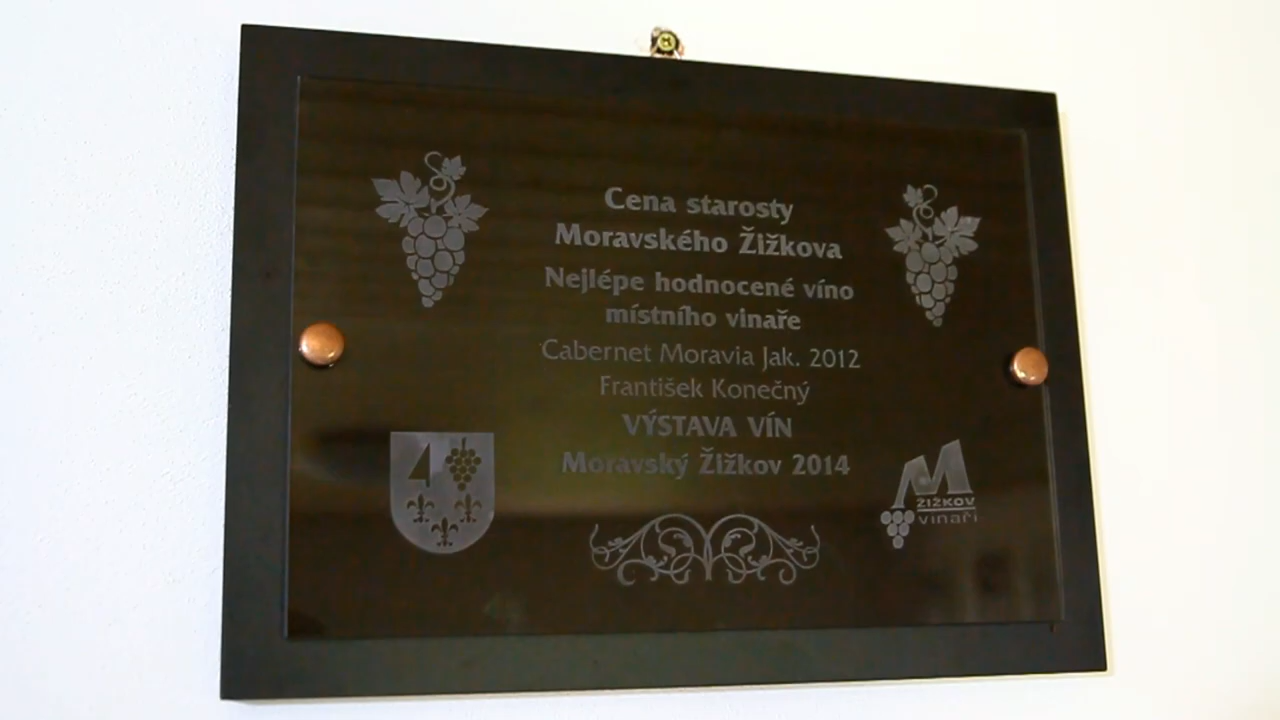 Cena starosty
Moravského Žižkova
Nejlépe hodnocené víno
místního vinaře
Cabernet Moravia Jak. 2012
František Konečný
VÝSTAVA VÍN
Moravský Žižkov 2014
M
ŽIŽKOV
vinaři